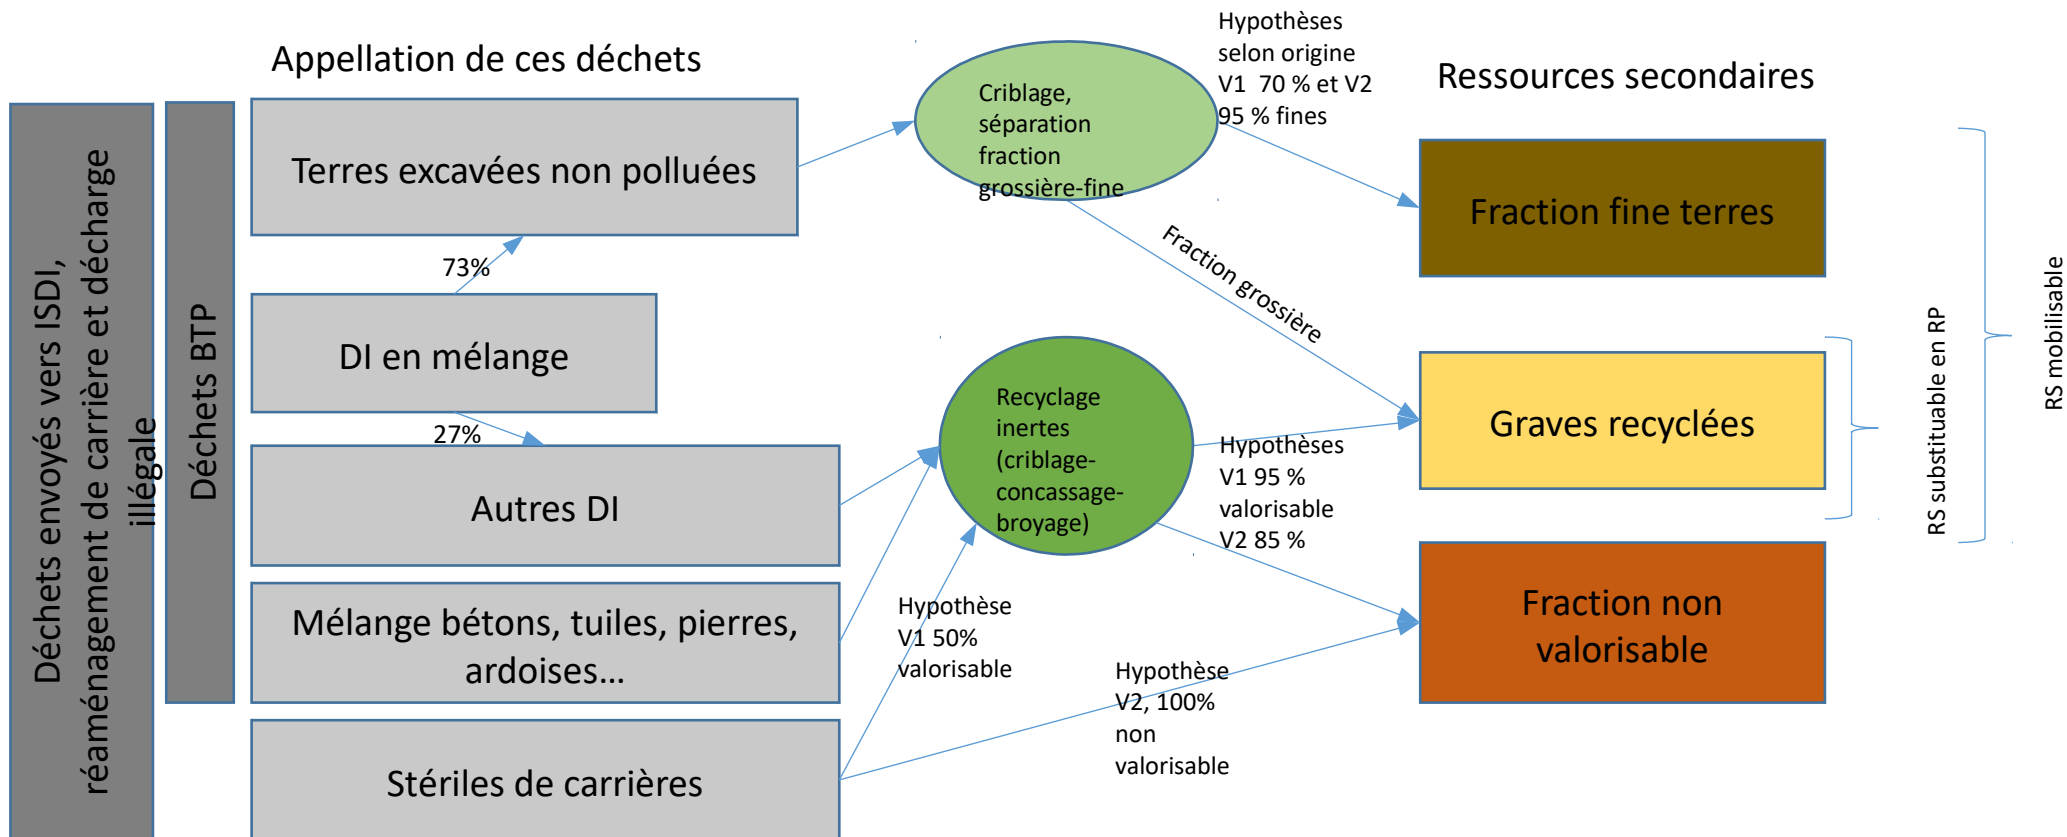 Appellation de ces déchets
Ressources secondaires
Déchets envoyés vers ISDI,
réaménagement de carrière et décharge
illégale
Déchets BTP
Terres excavées non polluées
73%
DI en mélange
27%
Autres DI
Mélange bétons, tuiles, pierres,
ardoises...
Stériles de carrières
Criblage,
séparation
fraction
grossière-fine
Hypothèses
selon origine
V1 70 % et V2
95 % fines
Fraction grossière
Recyclage
inertes
(criblage-
concassage-
broyage)
Hypothèses
V1 95 %
valorisable
V2 85 %
Hypothèse
V1 50%
valorisable
Hypothèse
V2, 100%
non
valorisable
Fraction fine terres
Graves recyclées
Fraction non
valorisable
RS substituable en RP
RS mobilisable